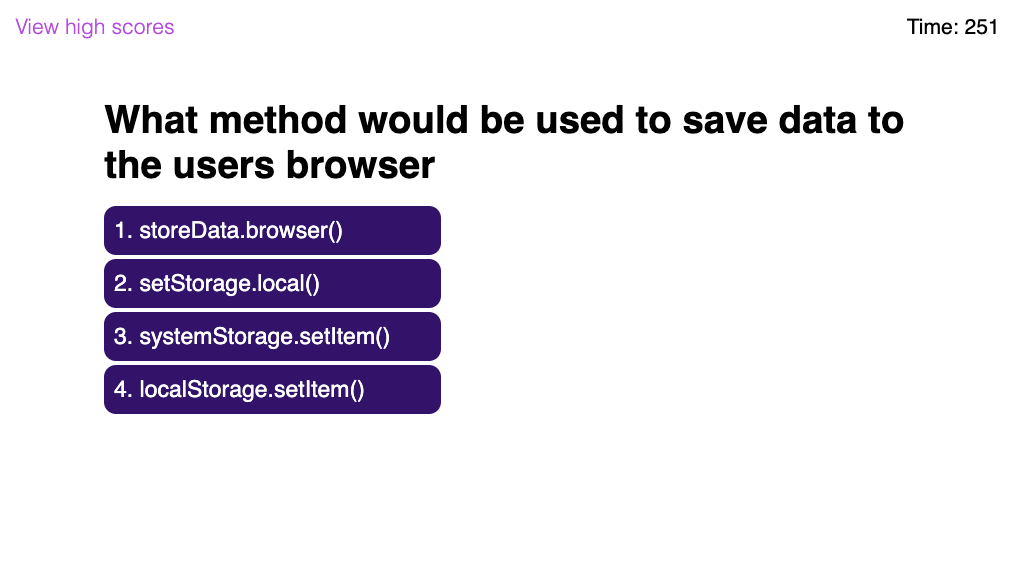 View high scores
Time: 251
What method would be used to save data to
the users browser
1. storeData.browser()
2. setStorage.local()
3. systemStorage.setItem()
4. localStorage.setItem()